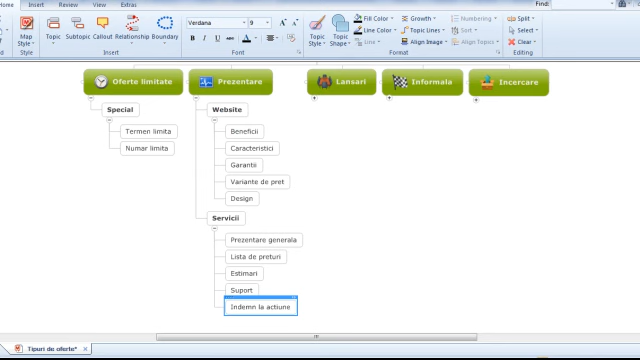 Home Insert Review View
Find:
Map Style
Topic Subtopic Callout Relationship Boundary
Verdana 9
B I U A
Topic Style
Topic Shape
Fill Color Growth Numbering Split
Line Color Topic Lines Sort Select
Align Image Align Topics Clear
Style Insert Font Format Editing
Oferte limitate Prezentare Lansari Informala Incercare
Special
Termen limita
Numar limita
Website
Beneficii
Caracteristici
Garantii
Variante de pret
Design
Servicii
Prezentare generala
Lista de preturi
Estimari
Suport
Indemn la actiune
Tipuri de oferte*